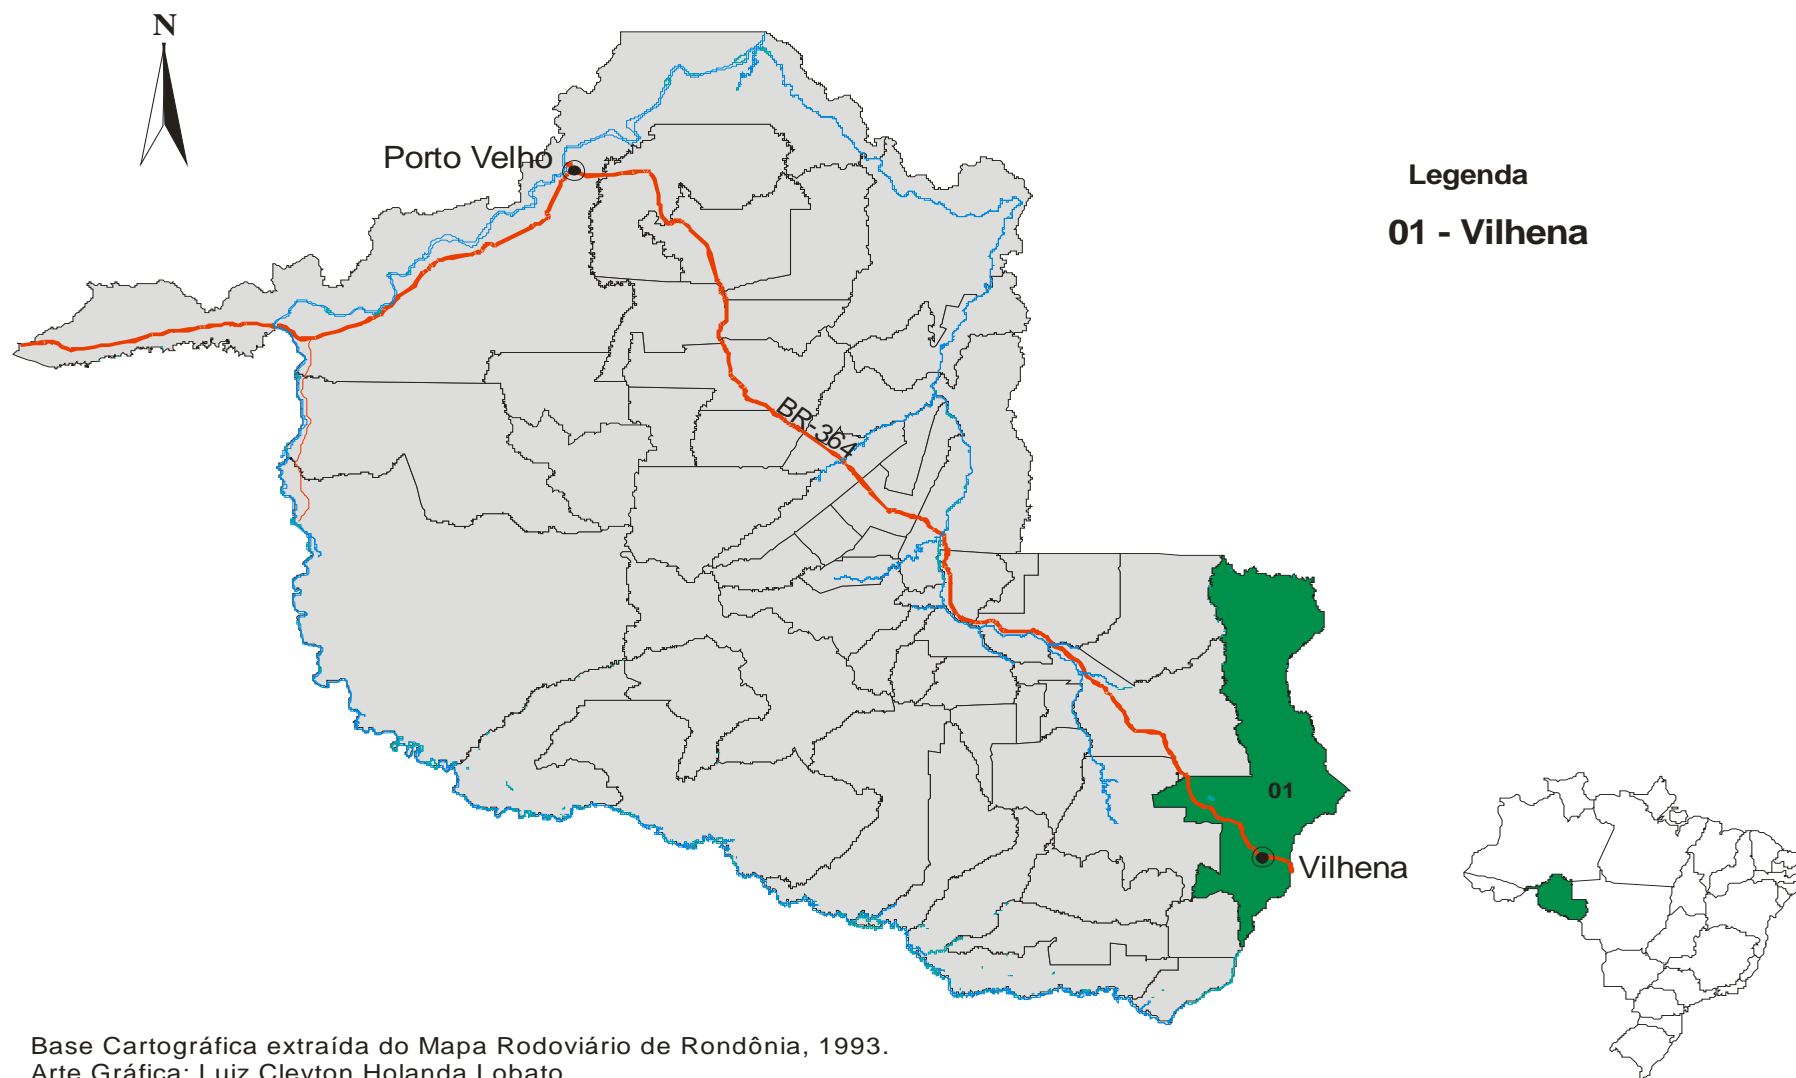 N
Porto Velho
Legenda
01 - Vilhena
BR-364
01
Vilhena
Base Cartográfica extraída do Mapa Rodoviário de Rondônia, 1993.
Arte Gráfica: Luiz Cleyton Holanda Lobato